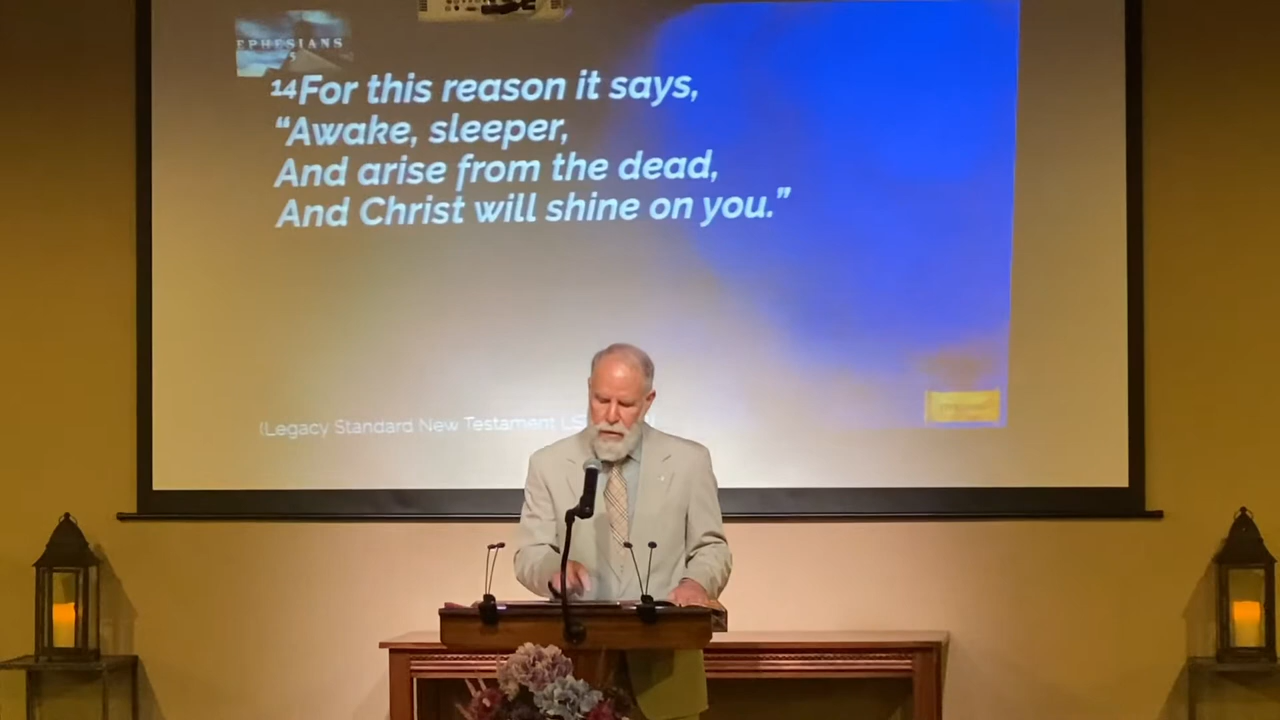 EPHESIANS
5
14For this reason it says,
“Awake, sleeper,
And arise from the dead,
And Christ will shine on you.”
(Legacy Standard New Testament